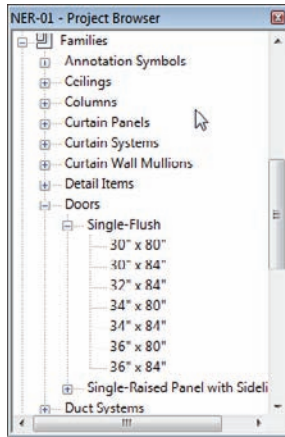 NER-01 - Project Browser
Families
Annotation Symbols
Ceilings
Columns
Curtain Panels
Curtain Systems
Curtain Wall Mullions
Detail Items
Doors
Single-Flush
30" x 80"
30" x 84"
32" x 84"
34" x 80"
34" x 84"
36" x 80"
36" x 84"
Single-Raised Panel with Sideli
Duct Systems